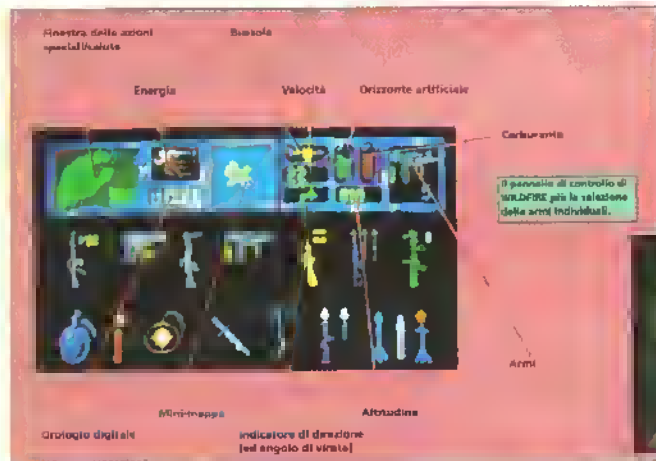 Finestra delle azioni
speciali/salute
Bussola
Energia
Velocità
Orizzonte artificiale
Carburante
Il pannello di controllo di
WILDFIRE più la selezione
delle armi individuali.
Armi
Mini-mappa
Altitudine
Orologio digitale
Indicatore di direzione
(ed angolo di virata)